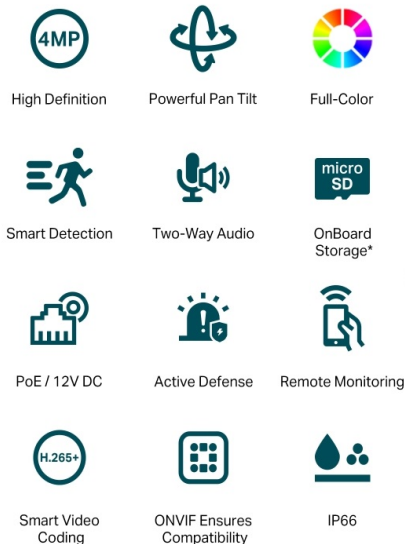 4MP
High Definition
Powerful Pan Tilt
Full-Color
Smart Detection
Two-Way Audio
micro
SD
OnBoard
Storage*
PoE / 12V DC
Active Defense
Remote Monitoring
H.265+
Smart Video
Coding
ONVIF Ensures
Compatibility
IP66